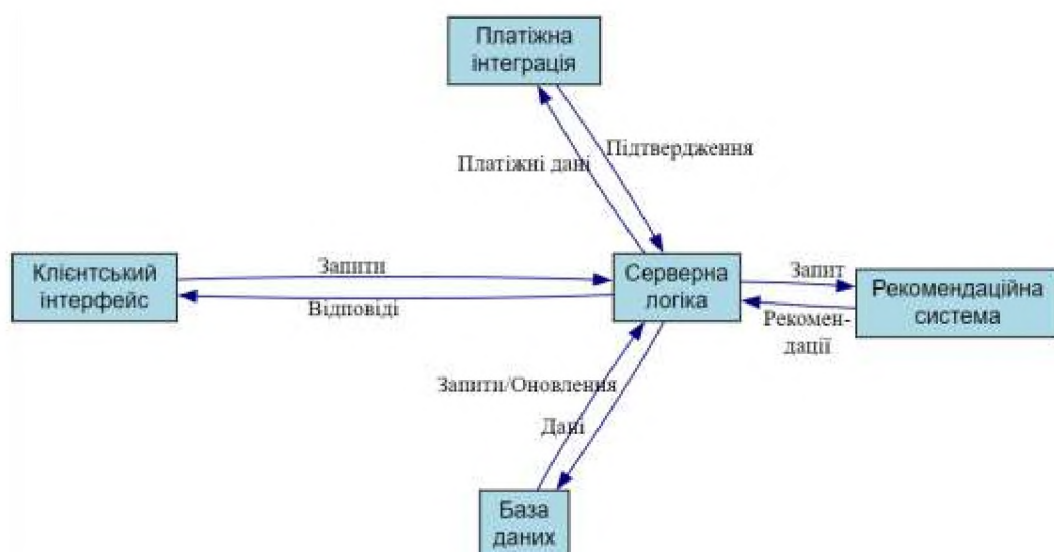 Платіжна
інтеграція
Підтвердження
Платіжні дані
Клієнтський
інтерфейс
Запити
Відповіді
Серверна
логіка
Запит
Рекомен-
дації
Рекомендаційна
система
Запити/Оновлення
Дані
База
даних